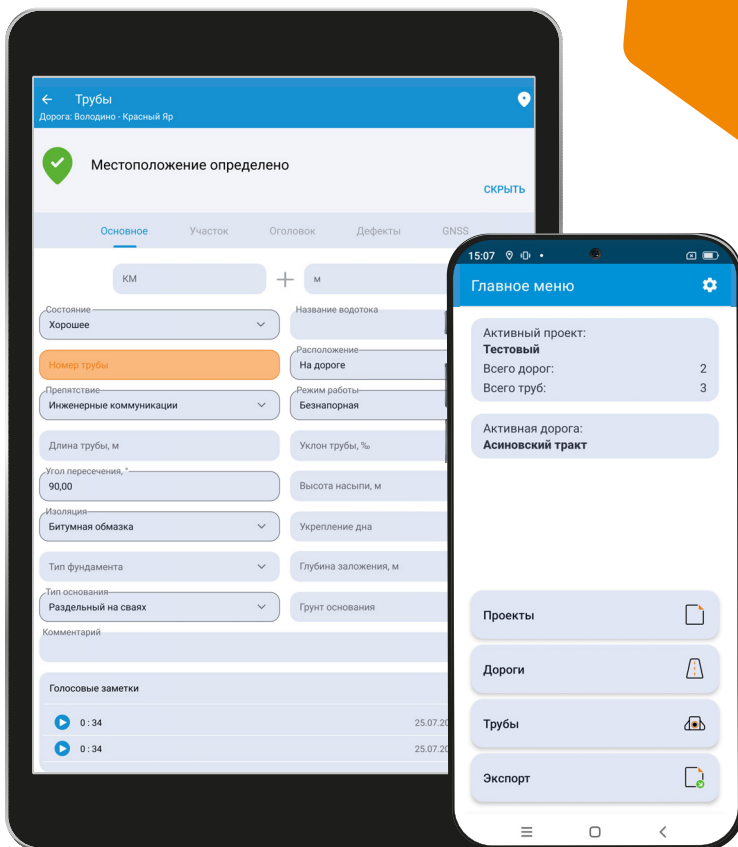 Трубы
Дорога: Володино - Красный Яр
Местоположение определено
СКРЫТЬ
Основное Участок Оголовок Дефекты GNSS
КМ + м
Состояние
Хорошее
Название водотока
Номер трубы
Расположение
На дороге
Препятствие
Инженерные коммуникации
Режим работы
Безнапорная
Длина трубы, м
Уклон трубы, ‰
Угол пересечения, °
90,00
Высота насыпи, м
Изоляция
Битумная обмазка
Укрепление дна
Тип фундамента
Глубина заложения, м
Тип основания
Раздельный на сваях
Грунт основания
Комментарий
Голосовые заметки
0:34 25.07.20
0:34 25.07.20
15:07
Главное меню
Активный проект:
Тестовый
Всего дорог: 2
Всего труб: 3
Активная дорога:
Асиновский тракт
Проекты
Дороги
Трубы
Экспорт